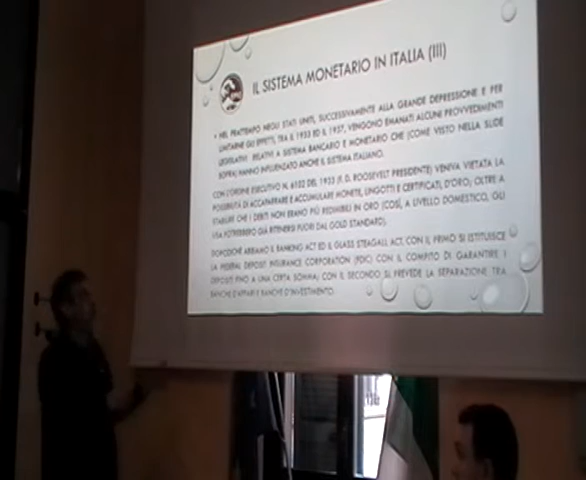 IL SISTEMA MONETARIO IN ITALIA (III)
• NEL FRATTEMPO NEGLI STATI UNITI, SUCCESSIVAMENTE ALLA GRANDE DEPRESSIONE E PER
LIMITARNE GLI EFFETTI, TRA IL 1933 ED IL 1937, VENGONO EMANATI ALCUNI PROVVEDIMENTI
LEGISLATIVI RELATIVI A SISTEMA BANCARIO E MONETARIO CHE (COME VISTO NELLA SLIDE
SOPRA) HANNO INFLUENZATO ANCHE IL SISTEMA ITALIANO.
CON L'ORDINE ESECUTIVO N. 6102 DEL 1933 (F. D. ROOSEVELT PRESIDENTE) VENIVA VIETATA LA
POSSIBILITÀ DI ACCAPARRARE E ACCUMULARE MONETE, LINGOTTI E CERTIFICATI, D'ORO; OLTRE A
STABILIRE CHE I DEBITI NON ERANO PIÙ REDIMIBILI IN ORO (COSÌ, A LIVELLO DOMESTICO, GLI
USA POTREBBERO GIÀ RITENERSI FUORI DAL GOLD STANDARD).
DOPODICHÉ ABBIAMO IL BANKING ACT ED IL GLASS STEAGALL ACT, CON IL PRIMO SI ISTITUISCE
LA FEDERAL DEPOSIT INSURANCE CORPORATION (FDIC) CON IL COMPITO DI GARANTIRE I
DEPOSITI FINO A UNA CERTA SOMMA; CON IL SECONDO SI PREVEDE LA SEPARAZIONE TRA
BANCHE D'AFFARI E BANCHE D'INVESTIMENTO.